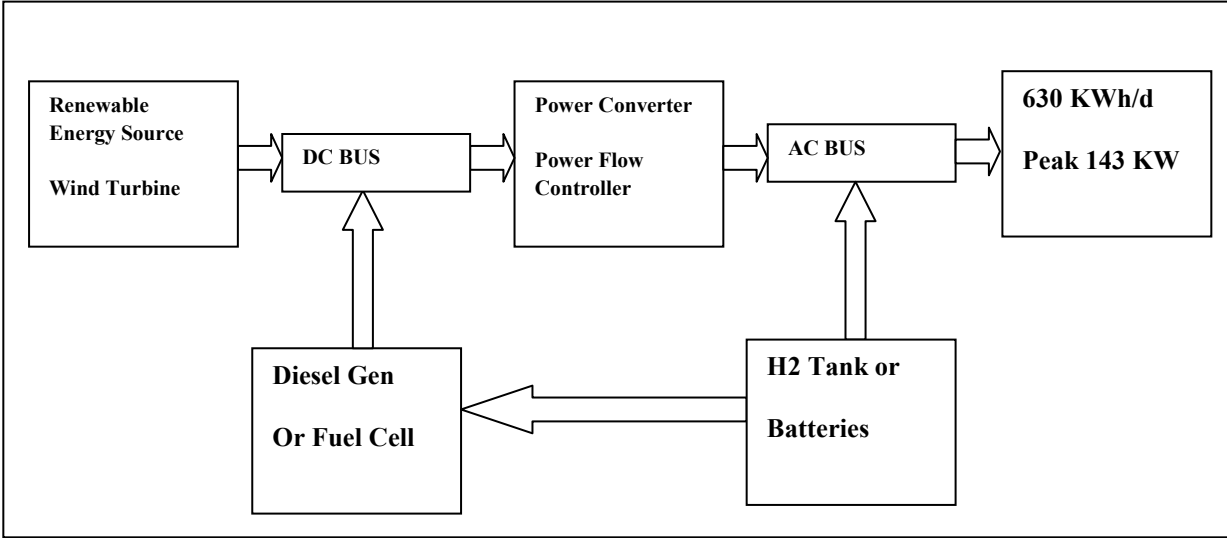 Renewable
Energy Source
Wind Turbine
DC BUS
Power Converter
Power Flow
Controller
AC BUS
630 KWh/d
Peak 143 KW
Diesel Gen
Or Fuel Cell
H2 Tank or
Batteries